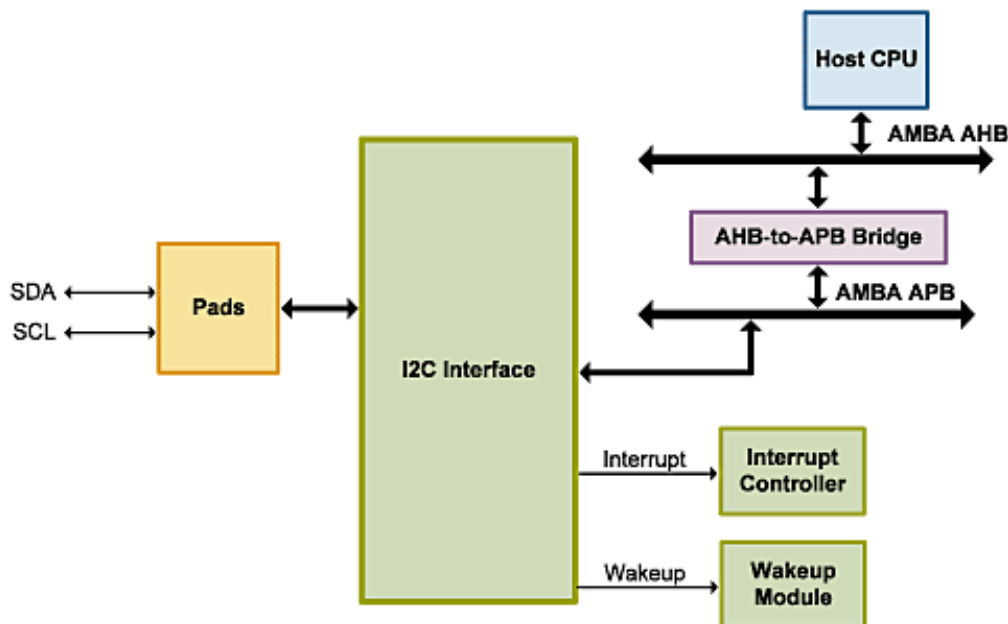 Host CPU
AMBA AHB
AHB-to-APB Bridge
AMBA APB
SDA
SCL
Pads
I2C Interface
Interrupt
Interrupt
Controller
Wakeup
Wakeup
Module